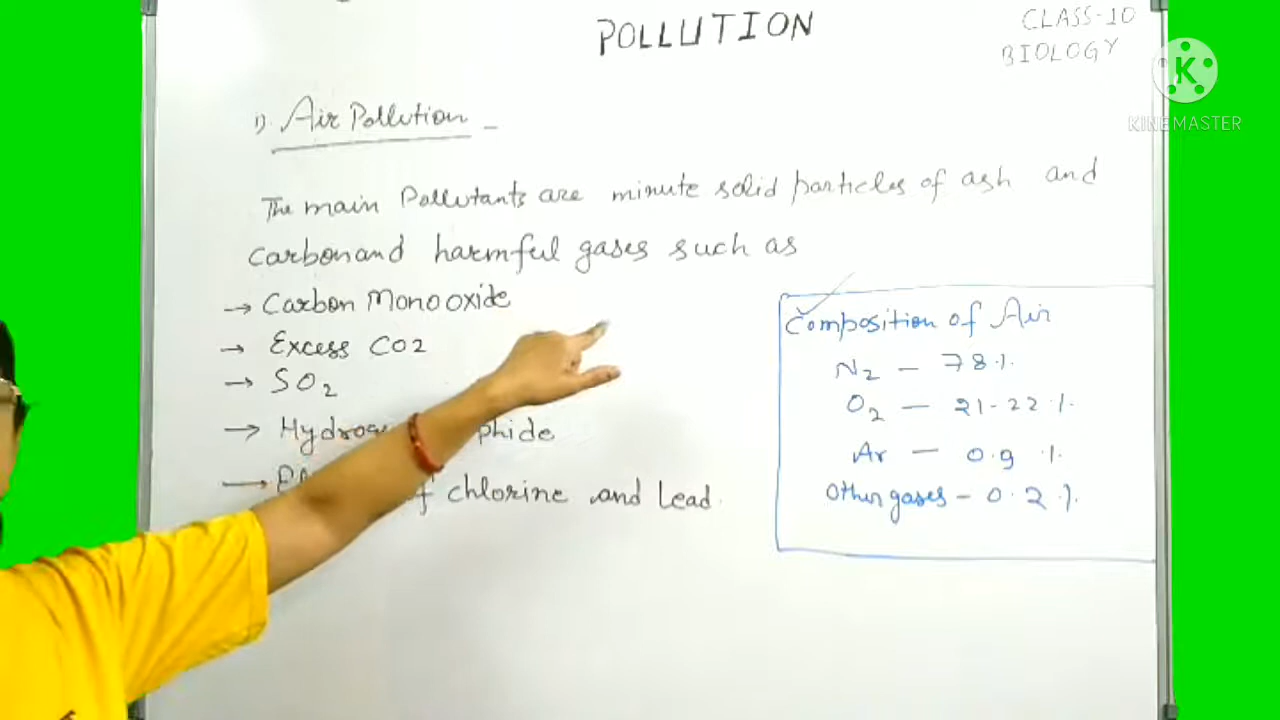 POLLUTION
CLASS-10
BIOLOGY
K
KINEMASTER
1). Air Pollution -
The main Pollutants are minute solid particles of ash and
carbon and harmful gases such as
→ Carbon Monooxide
→ Excess CO2
→ SO2
→
→ of chlorine and Lead.
Composition of Air
N2 - 78%
O2 - 21-22%
Ar - 0.9 %
Other gases - 0.2%